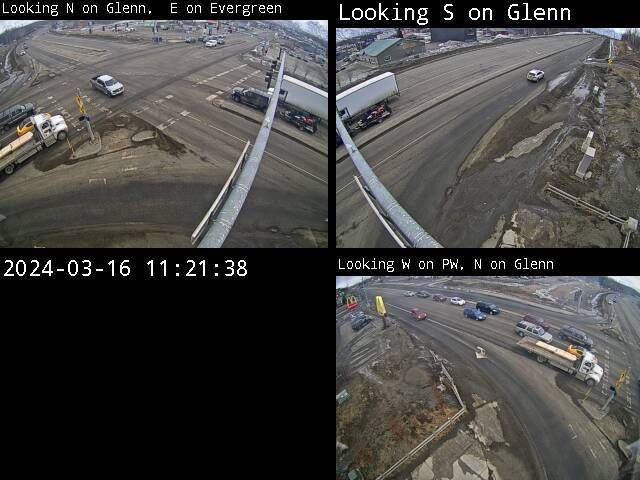 Looking N on Glenn,  E on Evergreen
Looking S on Glenn
2024-03-16 11:21:38
Looking W on PW, N on Glenn